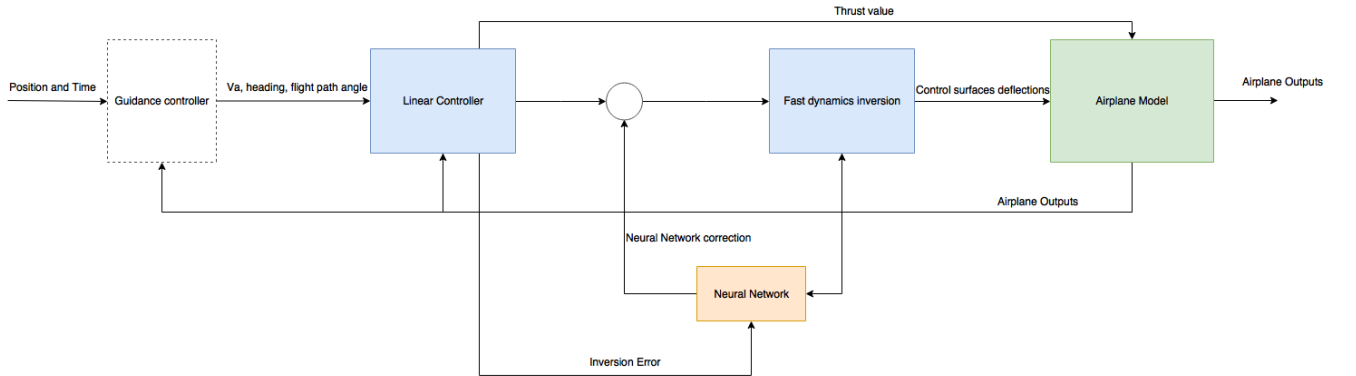 Thrust value
Position and Time
Guidance controller
Va, heading, flight path angle
Linear Controller
Fast dynamics inversion
Control surfaces deflections
Airplane Model
Airplane Outputs
Airplane Outputs
Neural Network correction
Neural Network
Inversion Error